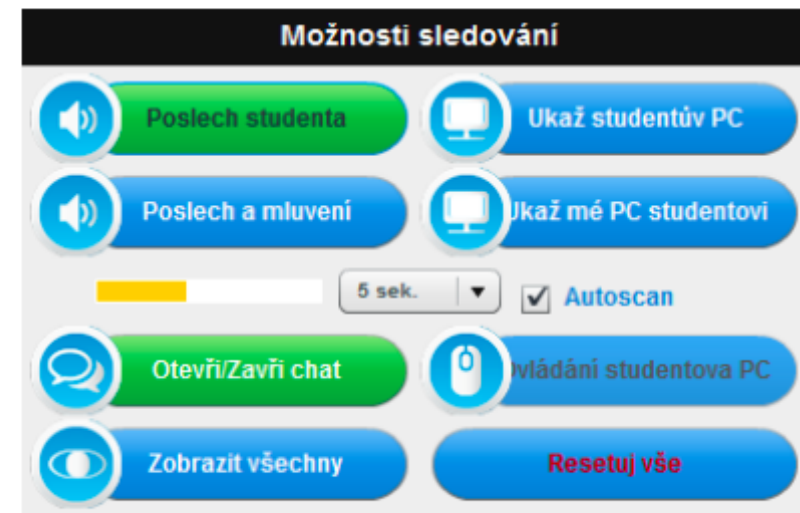 Možnosti sledování
Poslech studenta
Ukaž studentův PC
Poslech a mluvení
Ukaž mé PC studentovi
5 sek.
Autoscan
Otevři/Zavři chat
Ovládání studentova PC
Zobrazit všechny
Resetuj vše